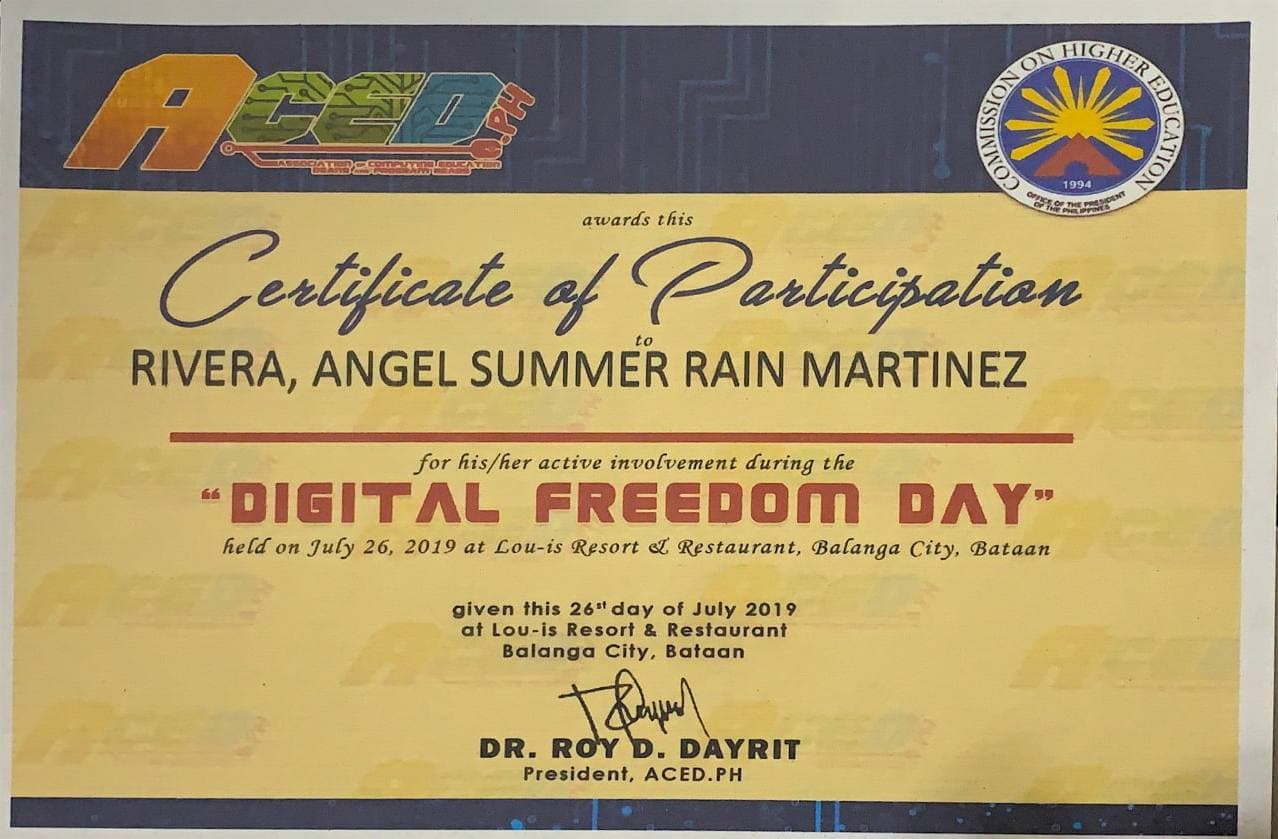 ACED.PH
ASSOCIATION OF COMPUTING EDUCATION
DEANS AND PROGRAM HEADS
COMMISSION ON HIGHER EDUCATION
1994
OFFICE OF THE PRESIDENT
OF THE PHILIPPINES
awards this
Certificate of Participation
to
RIVERA, ANGEL SUMMER RAIN MARTINEZ
for his/her active involvement during the
“DIGITAL FREEDOM DAY”
held on July 26, 2019 at Lou-is Resort & Restaurant, Balanga City, Bataan
given this 26st day of July 2019
at Lou-is Resort & Restaurant
Balanga City, Bataan
DR. ROY D. DAYRIT
President, ACED.PH